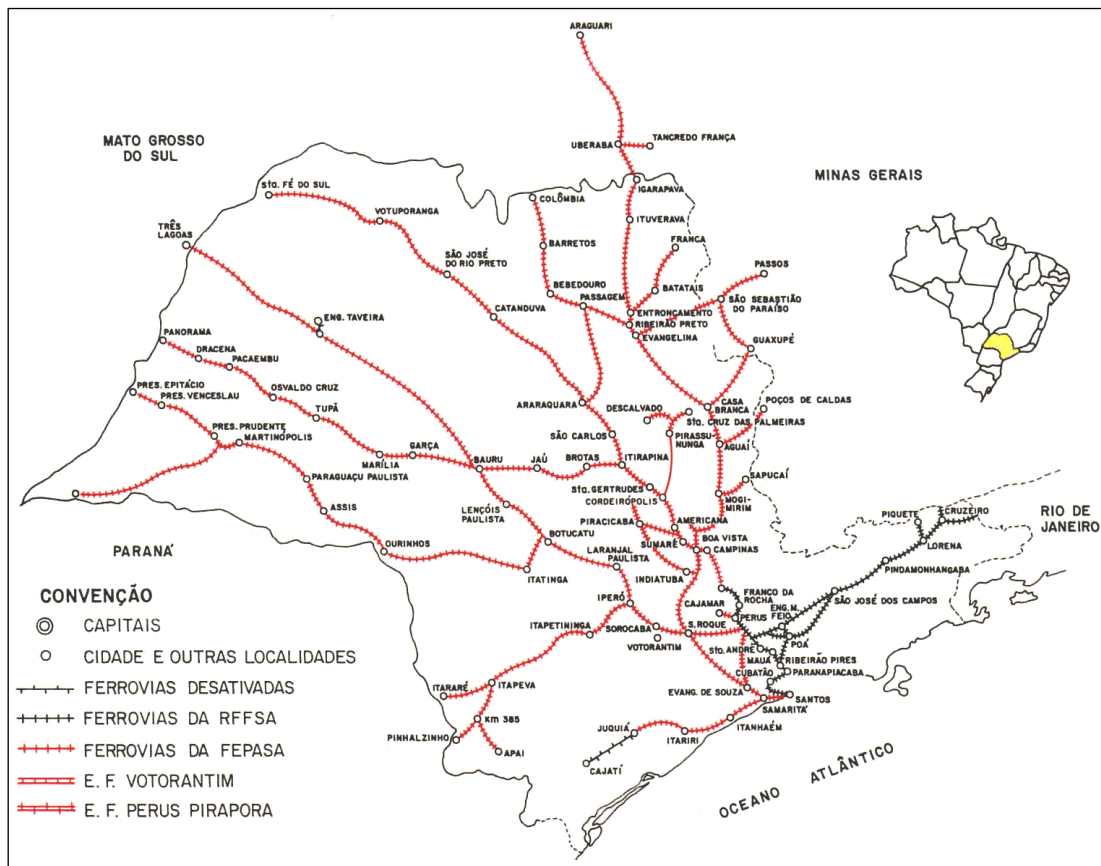 ARAGUARI
MATO GROSSO
DO SUL
UBERABA
TANCREDO FRANÇA
MINAS GERAIS
IGARAPAVA
Sta. FÉ DO SUL
COLÔMBIA
VOTUPORANGA
ITUVERAVA
TRÊS
LAGOAS
BARRETOS
FRANCA
SÃO JOSÉ
DO RIO PRETO
PASSOS
BEBEDOURO
BATATAIS
PASSAGEM
SÃO SEBASTIÃO
DO PARAÍSO
CATANDUVA
ENTRONCAMENTO
RIBEIRÃO PRETO
ENG. TAVEIRA
EVANGELINA
GUAXUPÉ
PANORAMA
DRACENA
PACAEMBU
PRES. EPITÁCIO
PRES. VENCESLAU
OSVALDO CRUZ
ARARAQUARA
DESCALVADO
CASA
BRANCA
POÇOS DE CALDAS
Sta. CRUZ DAS PALMEIRAS
TUPÃ
PRES. PRUDENTE
MARTINÓPOLIS
GARÇA
SÃO CARLOS
PIRASSU-
NUNGA
AGUAÍ
MARÍLIA
BAURU
JAÚ
BROTAS
ITIRAPINA
SAPUCAÍ
PARAGUAÇU PAULISTA
Sta. GERTRUDES
CORDEIRÓPOLIS
MOGI-
MIRIM
LENÇÓIS
PAULISTA
ASSIS
PIRACICABA
AMERICANA
PIQUETE
CRUZEIRO
RIO DE
JANEIRO
PARANÁ
OURINHOS
BOTUCATU
SUMARÉ
BOA VISTA
CAMPINAS
LORENA
LARANJAL
PAULISTA
PINDAMONHANGABA
ITATINGA
INDIATUBA
CONVENÇÃO
CAPITAIS
IPERÓ
CAJAMAR
FRANCO DA
ROCHA
SÃO JOSÉ DOS CAMPOS
PERUS
ENG. M.
FEIO
ITAPETININGA
SOROCABA
S. ROQUE
POÁ
VOTORANTIM
Sto. ANDRÉ
CIDADE E OUTRAS LOCALIDADES
MAUÁ
RIBEIRÃO PIRES
CUBATÃO
PARANAPIACABA
FERROVIAS DESATIVADAS
ITARARÉ
ITAPEVA
EVANG. DE SOUZA
SANTOS
SAMARITÁ
FERROVIAS DA RFFSA
Km 385
JUQUIÁ
ITANHAÉM
PINHALZINHO
ITARIRI
FERROVIAS DA FEPASA
APAI
CAJATÍ
E. F. VOTORANTIM
OCEANO ATLÂNTICO
E. F. PERUS PIRAPORA